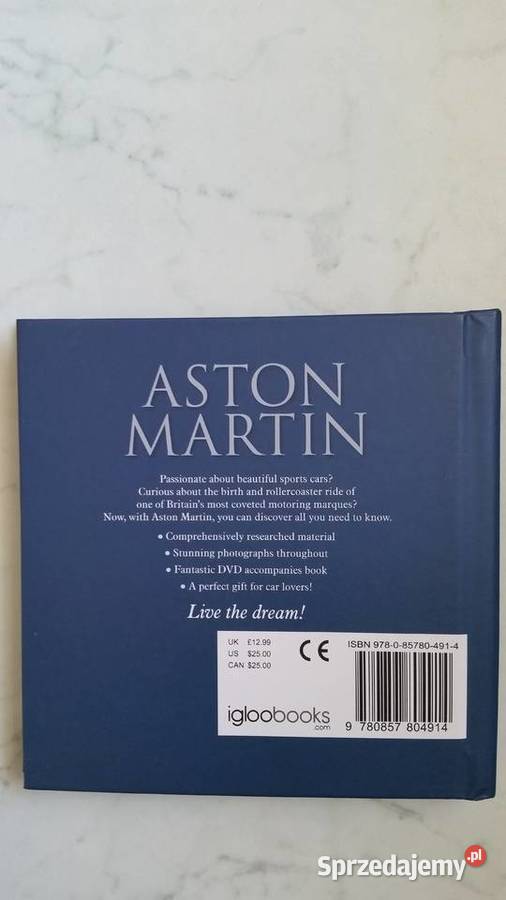 ASTON
MARTIN
Passionate about beautiful sports cars?
Curious about the birth and rollercoaster ride of
one of Britain's most coveted motoring marques?
Now, with Aston Martin, you can discover all you need to know.
• Comprehensively researched material
• Stunning photographs throughout
• Fantastic DVD accompanies book
• A perfect gift for car lovers!
Live the dream!
UK £12.99
US $25.00
CAN $25.00
CE
ISBN 978-0-85780-491-4
igloobooks
.com
9 780857 804914
Sprzedajemy.pl